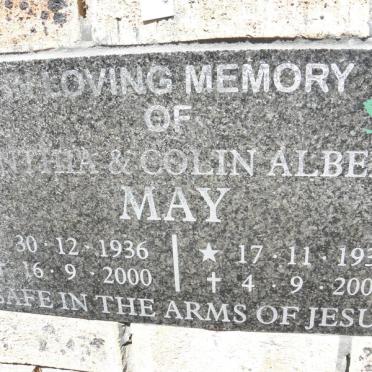 LOVING MEMORY
OF
& COLIN
MAY
30 · 12 · 1936 ★ 17 · 11 ·
16 · 9 · 2000 ✝ 4 · 9 ·
SAFE IN THE ARMS OF